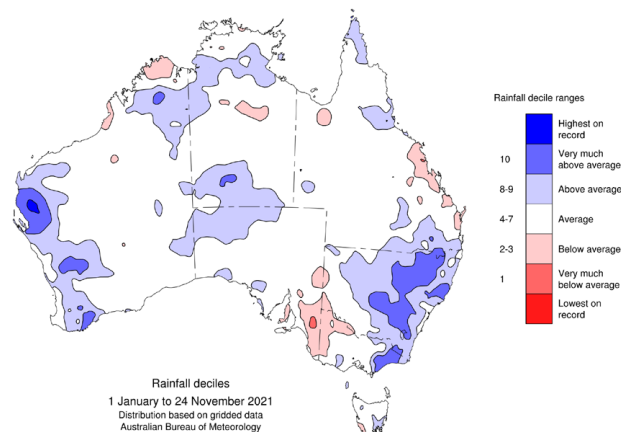 Rainfall decile ranges
Highest on
record
10
Very much
above average
8-9
Above average
4-7
Average
2-3
Below average
1
Very much
below average
Lowest on
record
Rainfall deciles
1 January to 24 November 2021
Distribution based on gridded data
Australian Bureau of Meteorology